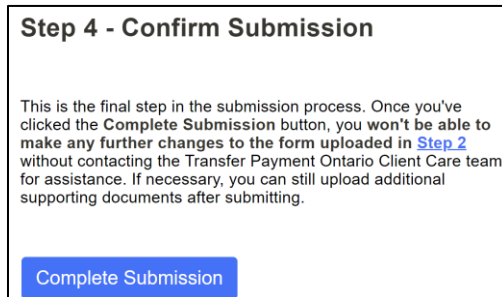 Step 4 - Confirm Submission
This is the final step in the submission process. Once you've
clicked the Complete Submission button, you won't be able to
make any further changes to the form uploaded in Step 2
without contacting the Transfer Payment Ontario Client Care team
for assistance. If necessary, you can still upload additional
supporting documents after submitting.
Complete Submission